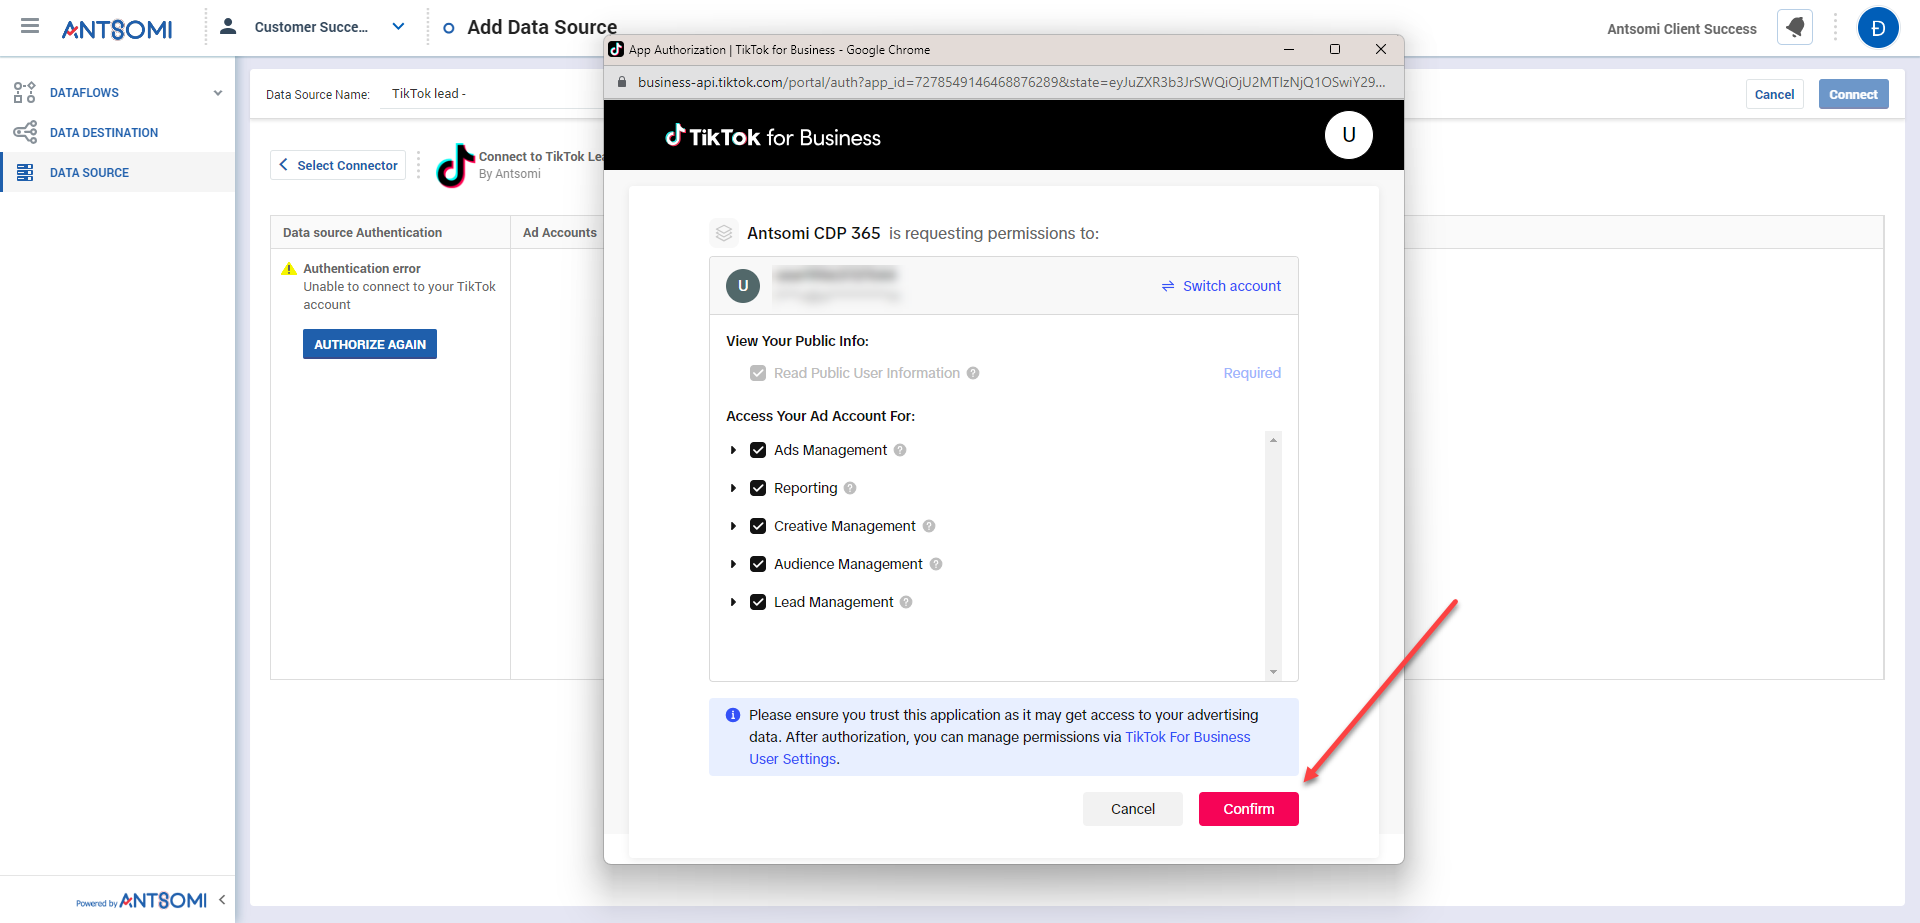 ANTSOMI
Customer Succe...
Add Data Source
Antsomi Client Success
Đ
DATAFLOWS
DATA DESTINATION
DATA SOURCE
Powered by ANTSOMI
Data Source Name:
TikTok lead -
Cancel
Connect
Select Connector
Connect to TikTok Lea
By Antsomi
Data source Authentication
Ad Accounts
Authentication error
Unable to connect to your TikTok
account
AUTHORIZE AGAIN
App Authorization | TikTok for Business - Google Chrome
business-api.tiktok.com/portal/auth?app_id=7278549146468876289&state=eyJuZXR3b3JrSWQiOjU2MTIzNjQ1OSwiY29...
TikTok for Business
U
Antsomi CDP 365 is requesting permissions to:
U
Switch account
View Your Public Info:
Read Public User Information
Required
Access Your Ad Account For:
Ads Management
Reporting
Creative Management
Audience Management
Lead Management
Please ensure you trust this application as it may get access to your advertising
data. After authorization, you can manage permissions via TikTok For Business
User Settings.
Cancel
Confirm